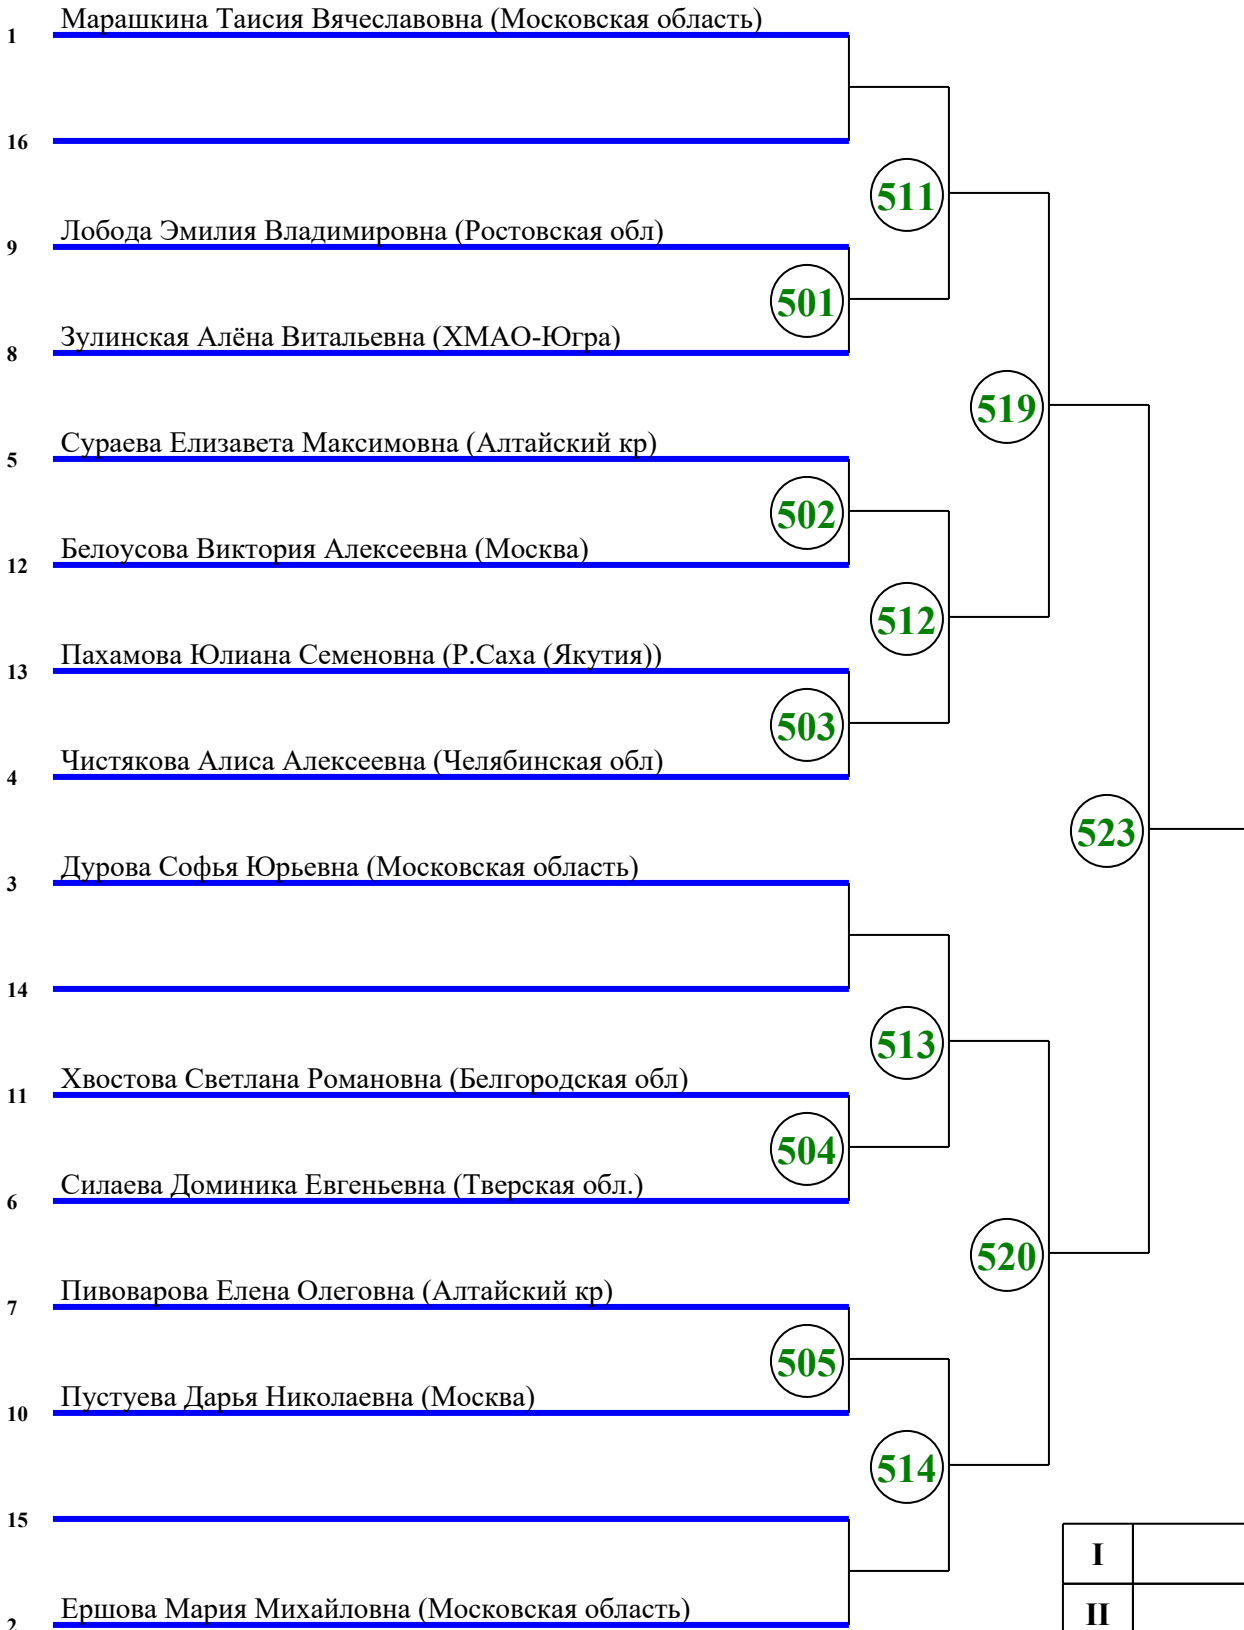 Марашкина Таисия Вячеславовна (Московская область)
1
16
511
Лобода Эмилия Владимировна (Ростовская обл)
9
501
Зулинская Алёна Витальевна (ХМАО-Югра)
8
519
Сураева Елизавета Максимовна (Алтайский кр)
5
502
Белоусова Виктория Алексеевна (Москва)
12
512
Пахамова Юлиана Семеновна (Р.Саха (Якутия))
13
503
Чистякова Алиса Алексеевна (Челябинская обл)
4
523
Дурова Софья Юрьевна (Московская область)
3
14
513
Хвостова Светлана Романовна (Белгородская обл)
11
504
Силаева Доминика Евгеньевна (Тверская обл.)
6
520
Пивоварова Елена Олеговна (Алтайский кр)
7
505
Пустуева Дарья Николаевна (Москва)
10
514
15
I
Ершова Мария Михайловна (Московская область)
2
II